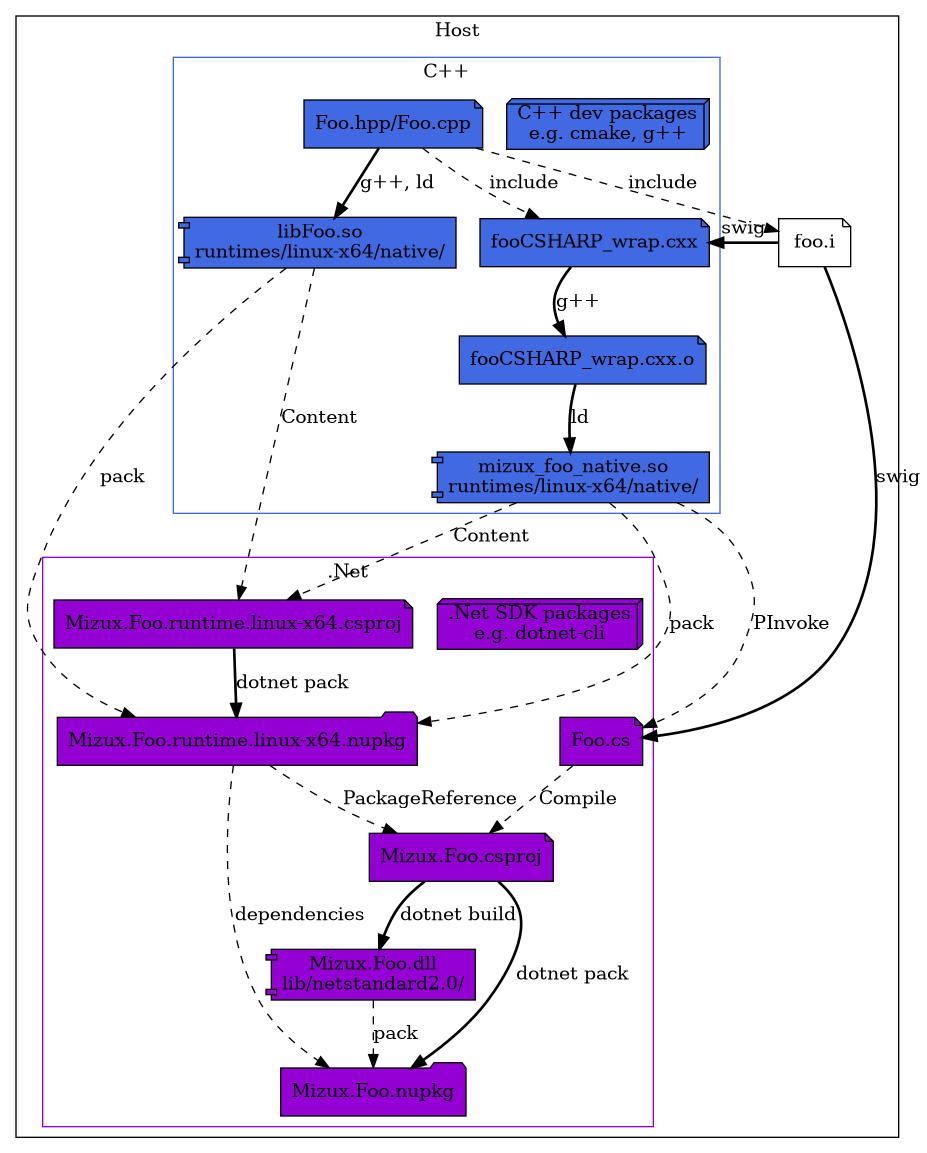 Host
C++
Foo.hpp/Foo.cpp
C++ dev packages
e.g. cmake, g++
g++, ld
include
include
libFoo.so
runtimes/linux-x64/native/
fooCSHARP_wrap.cxx
swig
foo.i
g++
fooCSHARP_wrap.cxx.o
Content
ld
pack
mizux_foo_native.so
runtimes/linux-x64/native/
swig
Content
.Net
Mizux.Foo.runtime.linux-x64.csproj
.Net SDK packages
e.g. dotnet-cli
pack
PInvoke
dotnet pack
Mizux.Foo.runtime.linux-x64.nupkg
Foo.cs
PackageReference
Compile
Mizux.Foo.csproj
dependencies
dotnet build
Mizux.Foo.dll
lib/netstandard2.0/
dotnet pack
pack
Mizux.Foo.nupkg